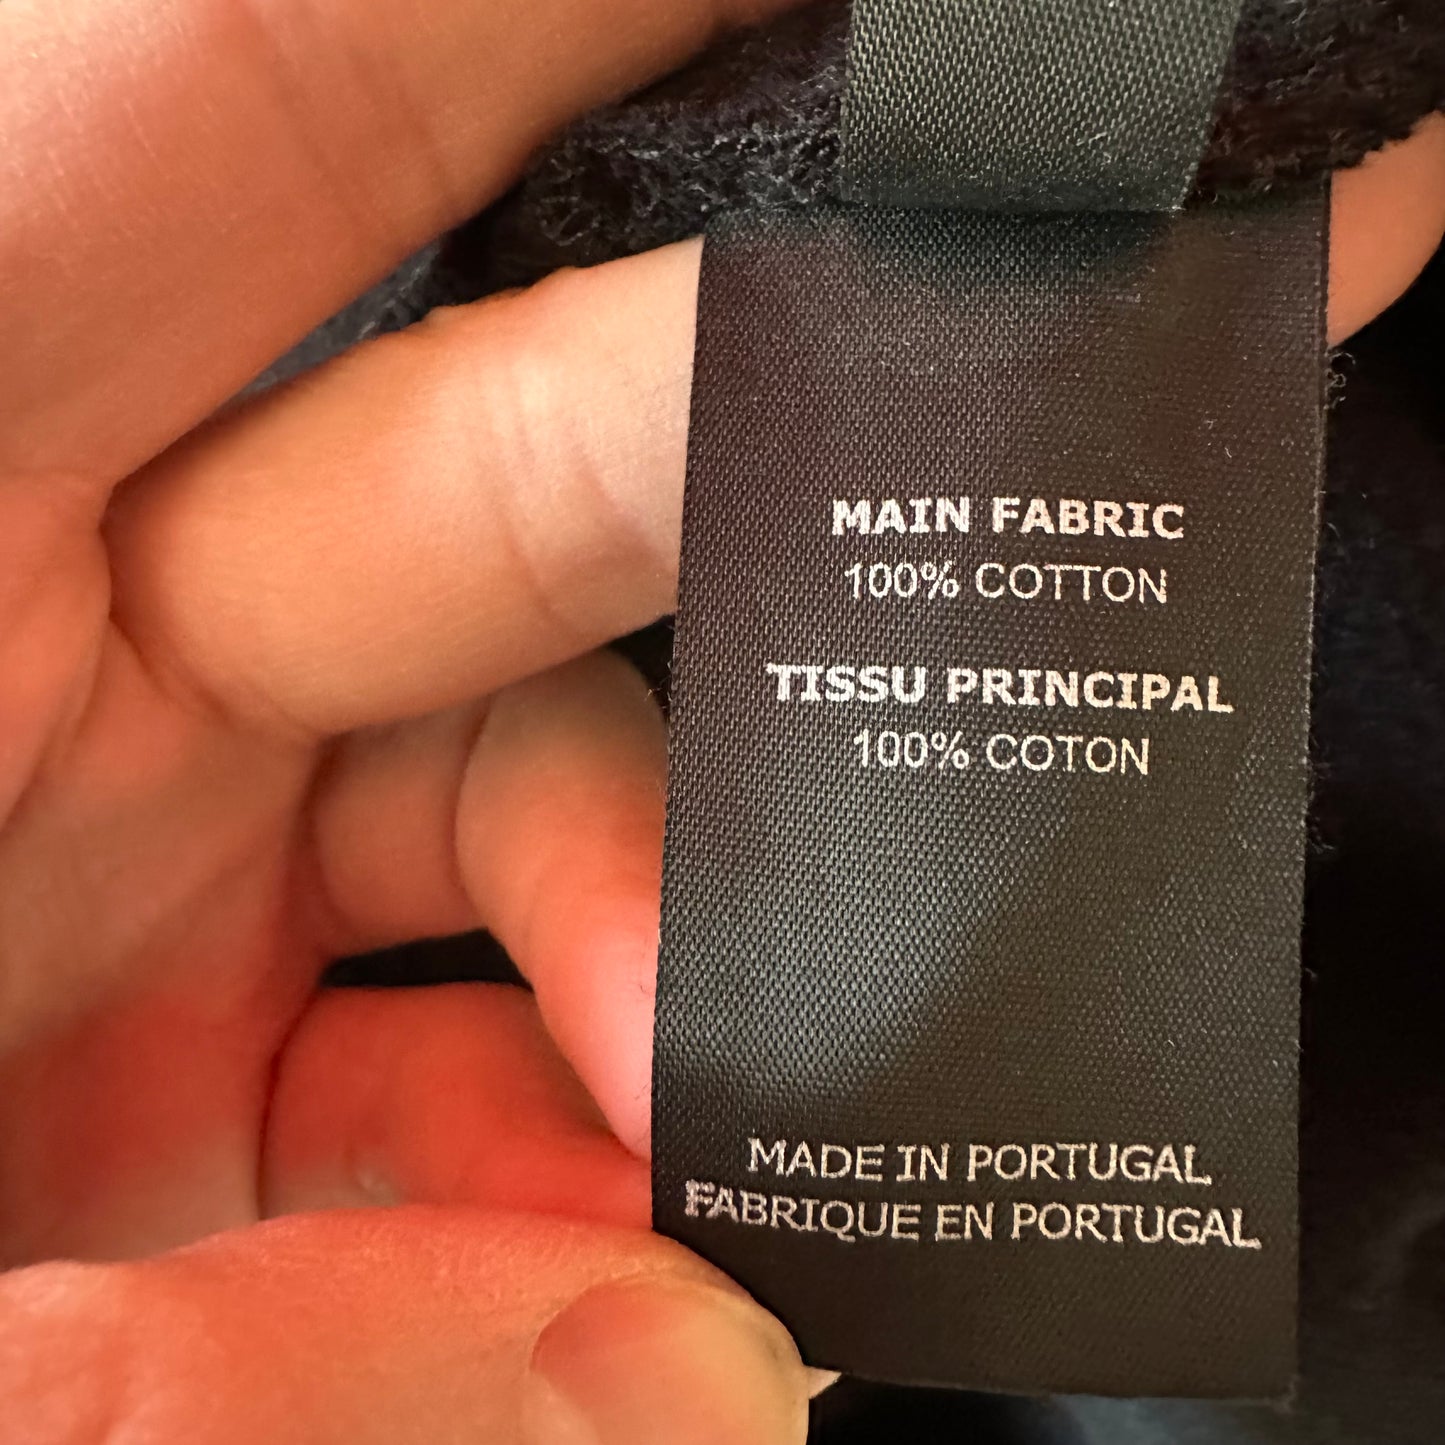 MAIN FABRIC
100% COTTON
TISSU PRINCIPAL
100% COTON
MADE IN PORTUGAL
FABRIQUE EN PORTUGAL